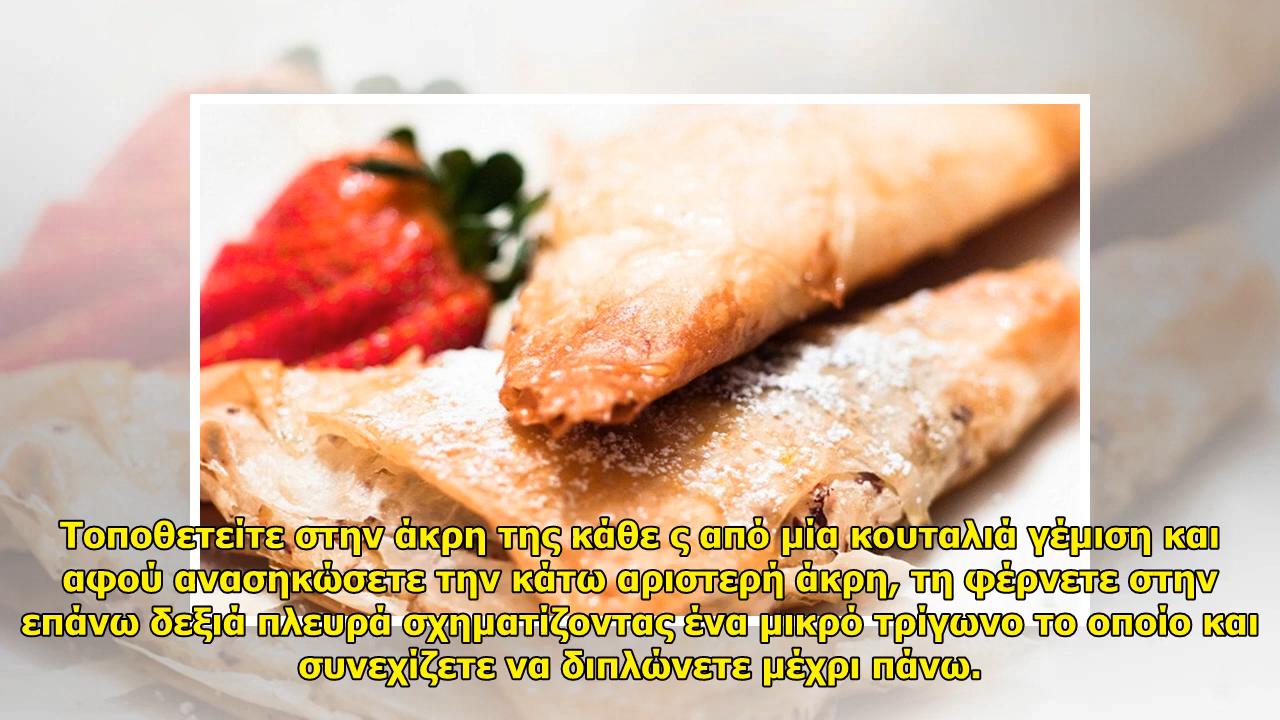 Τοποθετείτε στην άκρη της κάθε ς από μία κουταλιά γέμιση και
αφού ανασηκώσετε την κάτω αριστερή άκρη, τη φέρνετε στην
επάνω δεξιά πλευρά σχηματίζοντας ένα μικρό τρίγωνο το οποίο και
συνεχίζετε να διπλώνετε μέχρι πάνω.